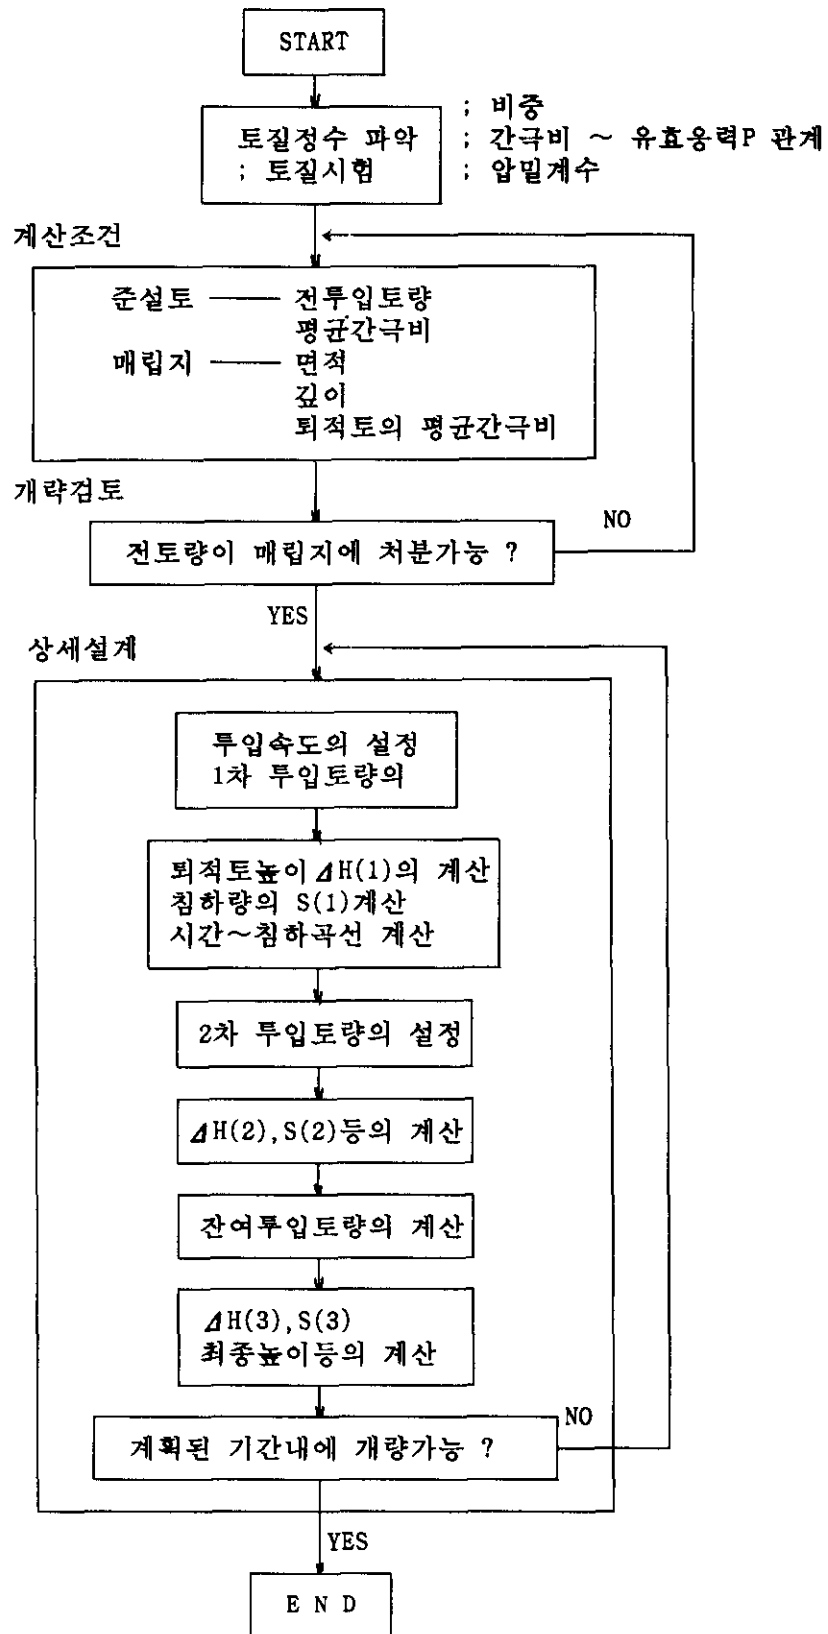 START
토질정수 파악
; 토질시험
; 비중
; 간극비 ~ 유효응력P 관계
; 압밀계수
계산조건
준설토 —— 전투입토량
평균간극비
매립지 —— 면적
깊이
퇴적토의 평균간극비
개략검토
전토량이 매립지에 처분가능 ?
NO
YES
상세설계
투입속도의 설정
1차 투입토량의
퇴적토높이 ⊿H(1)의 계산
침하량의 S(1)계산
시간~침하곡선 계산
2차 투입토량의 설정
⊿H(2),S(2)등의 계산
잔여투입토량의 계산
⊿H(3),S(3)
최종높이등의 계산
계획된 기간내에 개량가능 ?
NO
YES
E N D